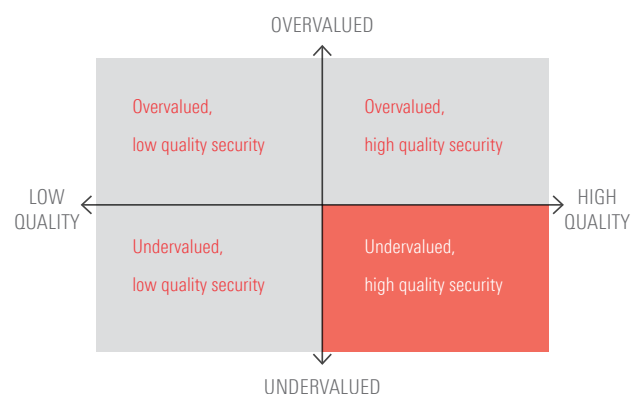 OVERVALUED
Overvalued,
low quality security
Overvalued,
high quality security
LOW
QUALITY
HIGH
QUALITY
Undervalued,
low quality security
Undervalued,
high quality security
UNDERVALUED